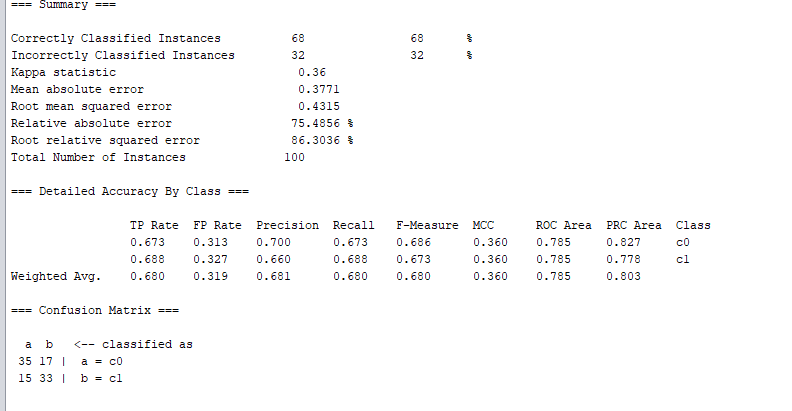 === Summary ===
Correctly Classified Instances 68 68 %
Incorrectly Classified Instances 32 32 %
Kappa statistic 0.36
Mean absolute error 0.3771
Root mean squared error 0.4315
Relative absolute error 75.4856 %
Root relative squared error 86.3036 %
Total Number of Instances 100
=== Detailed Accuracy By Class ===
TP Rate FP Rate Precision Recall F-Measure MCC ROC Area PRC Area Class
0.673 0.313 0.700 0.673 0.686 0.360 0.785 0.827 c0
0.688 0.327 0.660 0.688 0.673 0.360 0.785 0.778 c1
Weighted Avg. 0.680 0.319 0.681 0.680 0.680 0.360 0.785 0.803
=== Confusion Matrix ===
a b <-- classified as
35 17 | a = c0
15 33 | b = c1